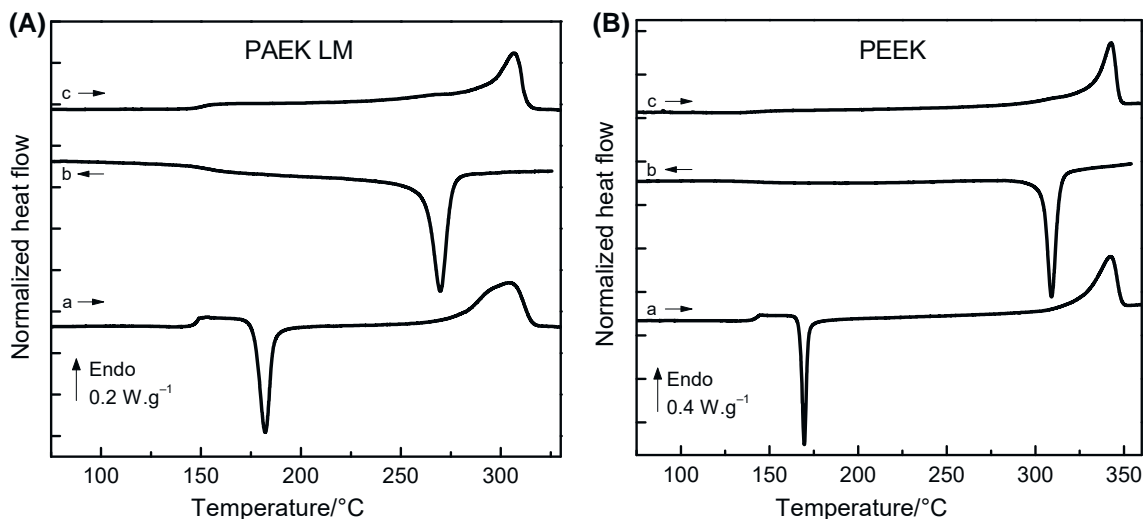 (A)
PAEK LM
c
b
a
Endo
0.2 W.g⁻¹
Normalized heat flow
100 150 200 250 300
Temperature/°C
(B)
PEEK
c
b
a
Endo
0.4 W.g⁻¹
Normalized heat flow
100 150 200 250 300 350
Temperature/°C